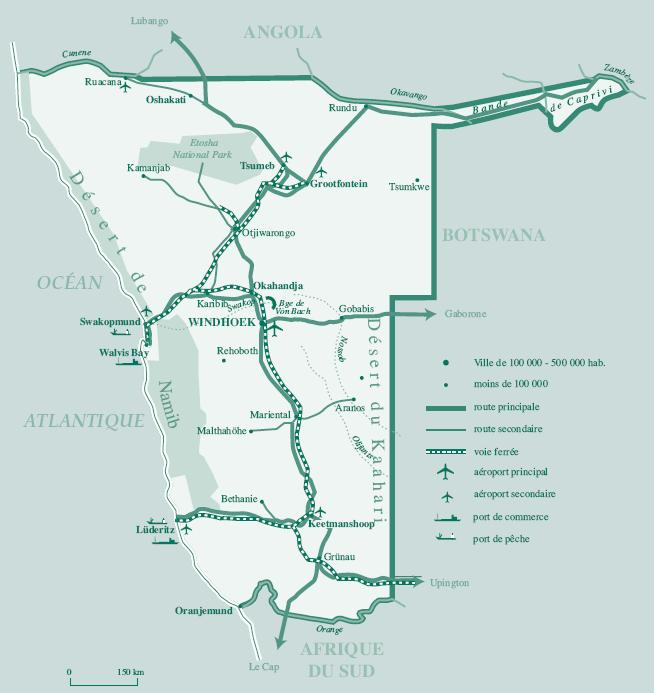 Lubango
ANGOLA
Cunene
Zambèze
Ruacana
Okavango
Oshakati
Bande
de Caprivi
Rundu
Etosha
National Park
Tsumeb
Kamanjab
Grootfontein
Tsumkwe
Désert de
Otjiwarongo
BOTSWANA
OCÉAN
Okahandja
Karibib
Swakop
Bge de
Von Bach
Gobabis
Gaborone
Swakopmund
WINDHOEK
Désert du Kalahari
Nossob
Walvis Bay
Rehoboth
Ville de 100 000 - 500 000 hab.
moins de 100 000
Namib
Aranos
route principale
ATLANTIQUE
Mariental
Malthahöhe
route secondaire
Olifants
voie ferrée
aéroport principal
Bethanie
aéroport secondaire
Lüderitz
Keetmanshoop
port de commerce
port de pêche
Grünau
Upington
Oranjemund
Orange
AFRIQUE
DU SUD
Le Cap
0 150 km